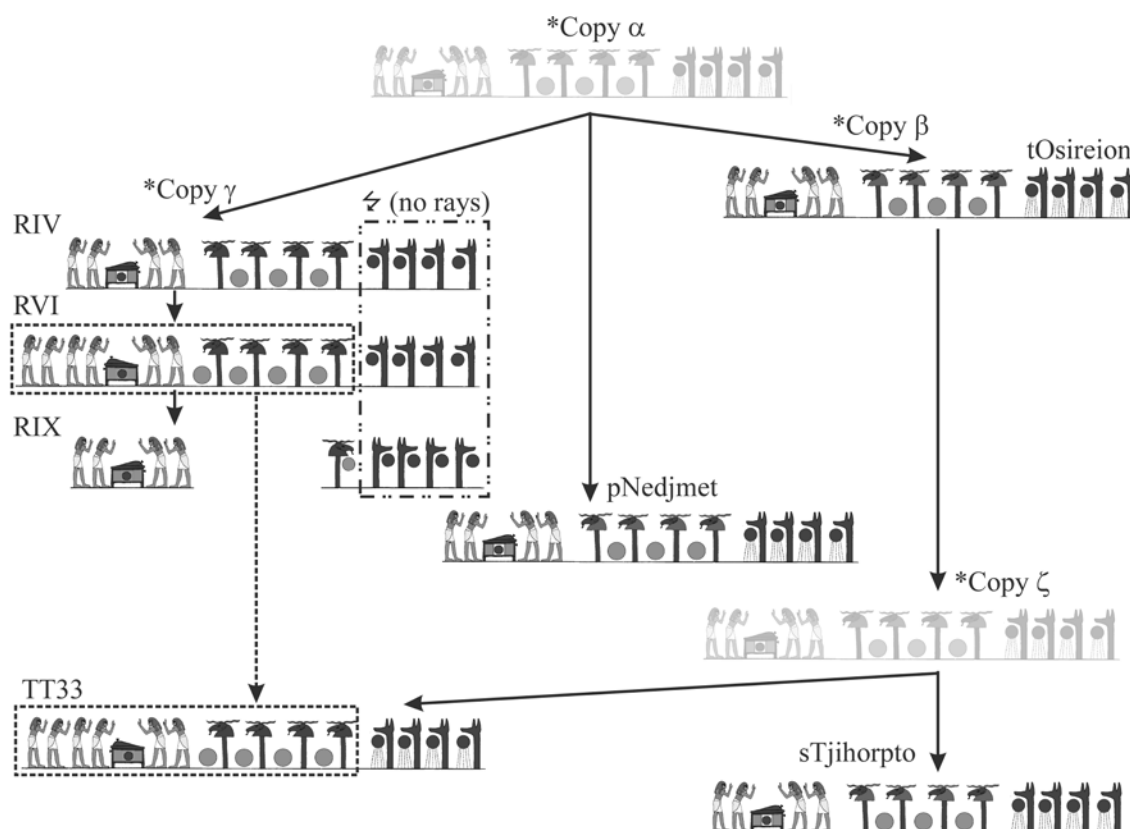 *Copy α
*Copy β
tOsireion
*Copy γ
(no rays)
RIV
RVI
RIX
pNedjmet
*Copy ζ
TT33
sTjihorpto